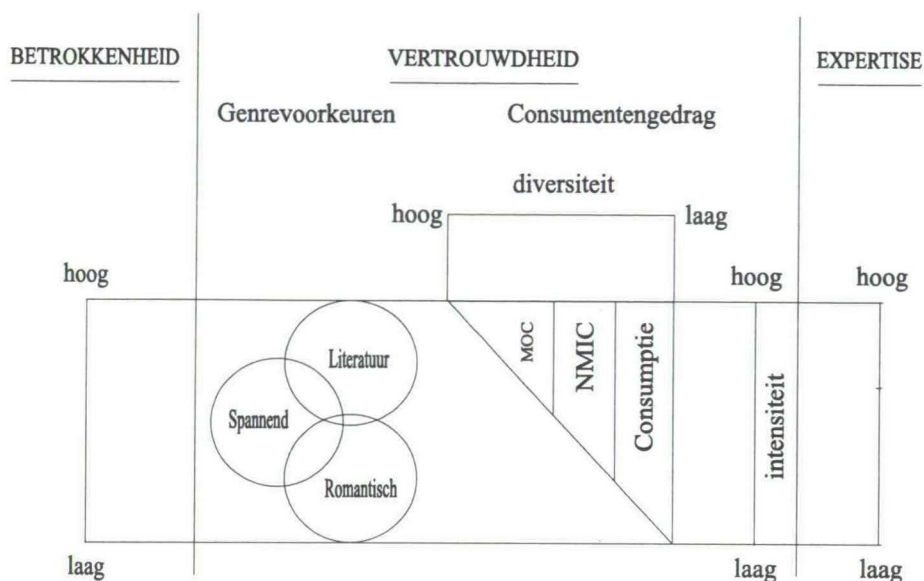 BETROKKENHEID
VERTROUWDHEID
EXPERTISE
Genrevoorkeuren
Consumentengedrag
diversiteit
hoog
laag
hoog
hoog
hoog
Literatuur
Spannend
Romantisch
MOC
NMIC
Consumptie
intensiteit
laag
laag
laag